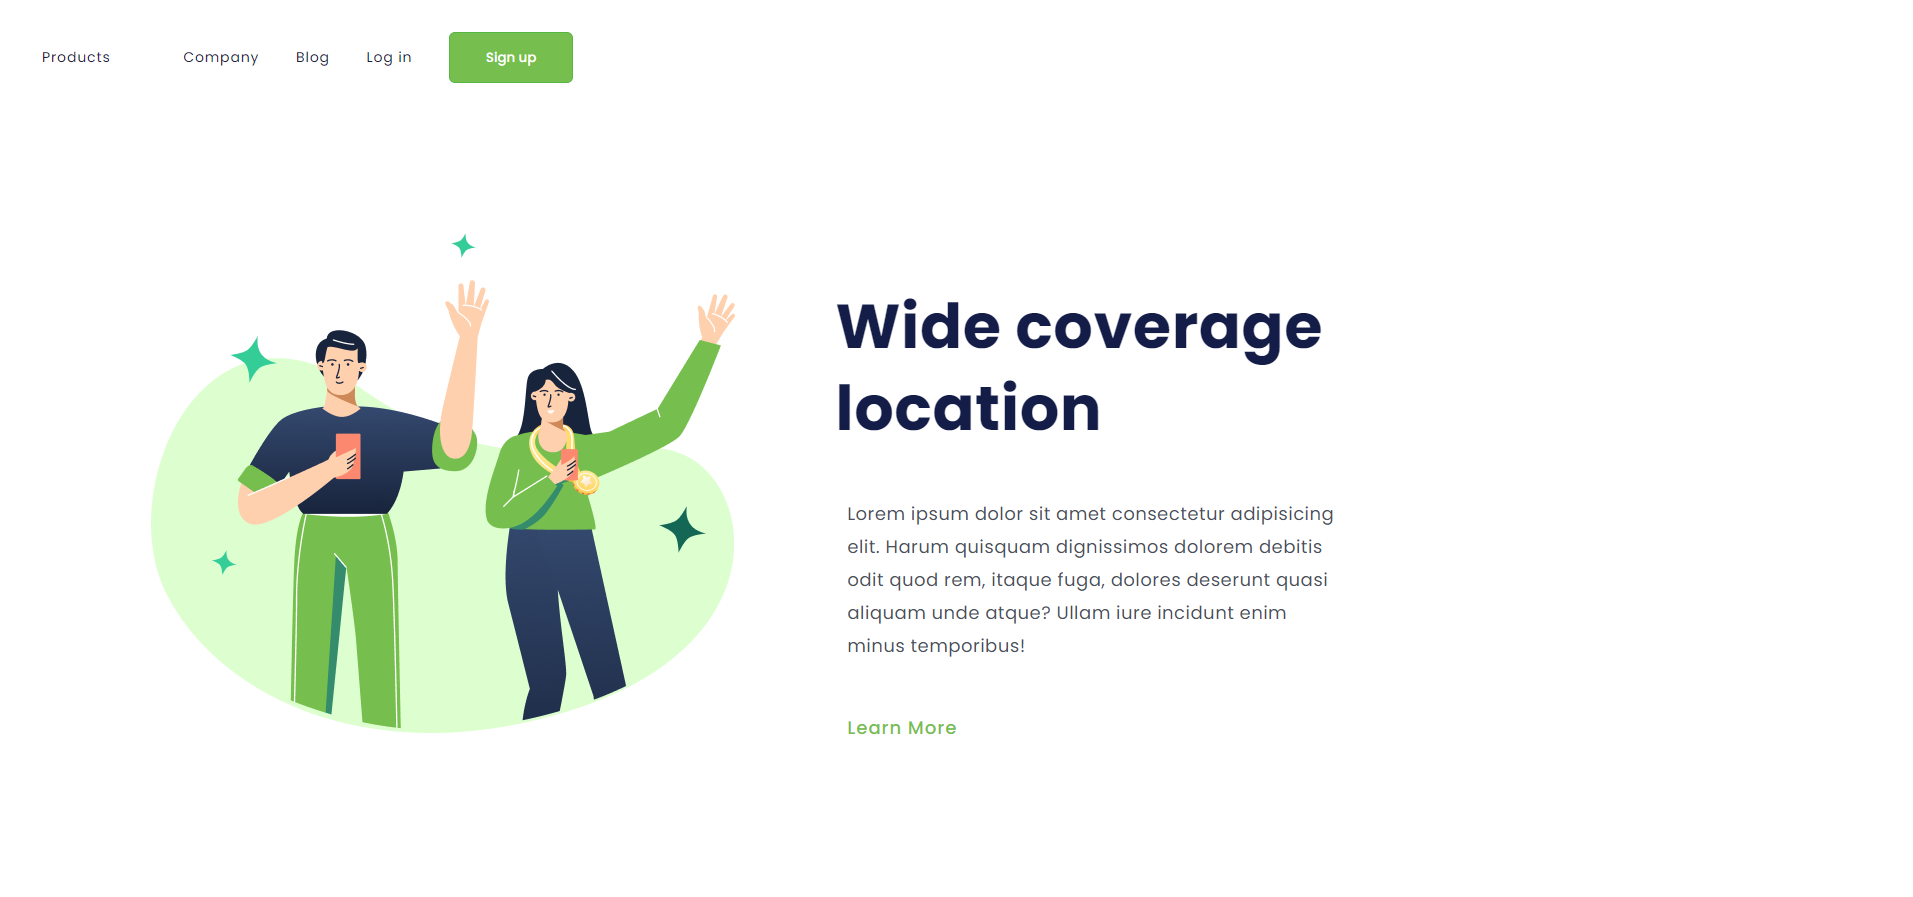 Products Company Blog Log in Sign up
Wide coverage
location
Lorem ipsum dolor sit amet consectetur adipisicing
elit. Harum quisquam dignissimos dolorem debitis
odit quod rem, itaque fuga, dolores deserunt quasi
aliquam unde atque? Ullam iure incidunt enim
minus temporibus!
Learn More